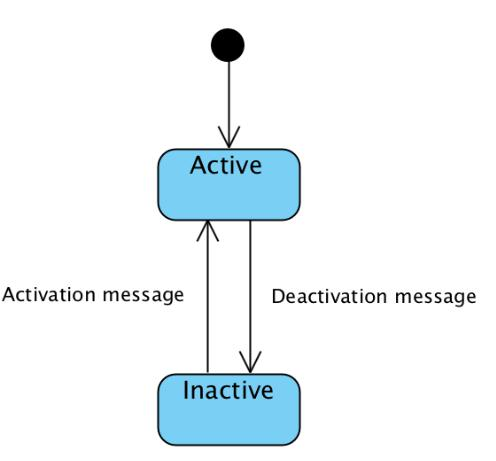 Active
Activation message
Deactivation message
Inactive